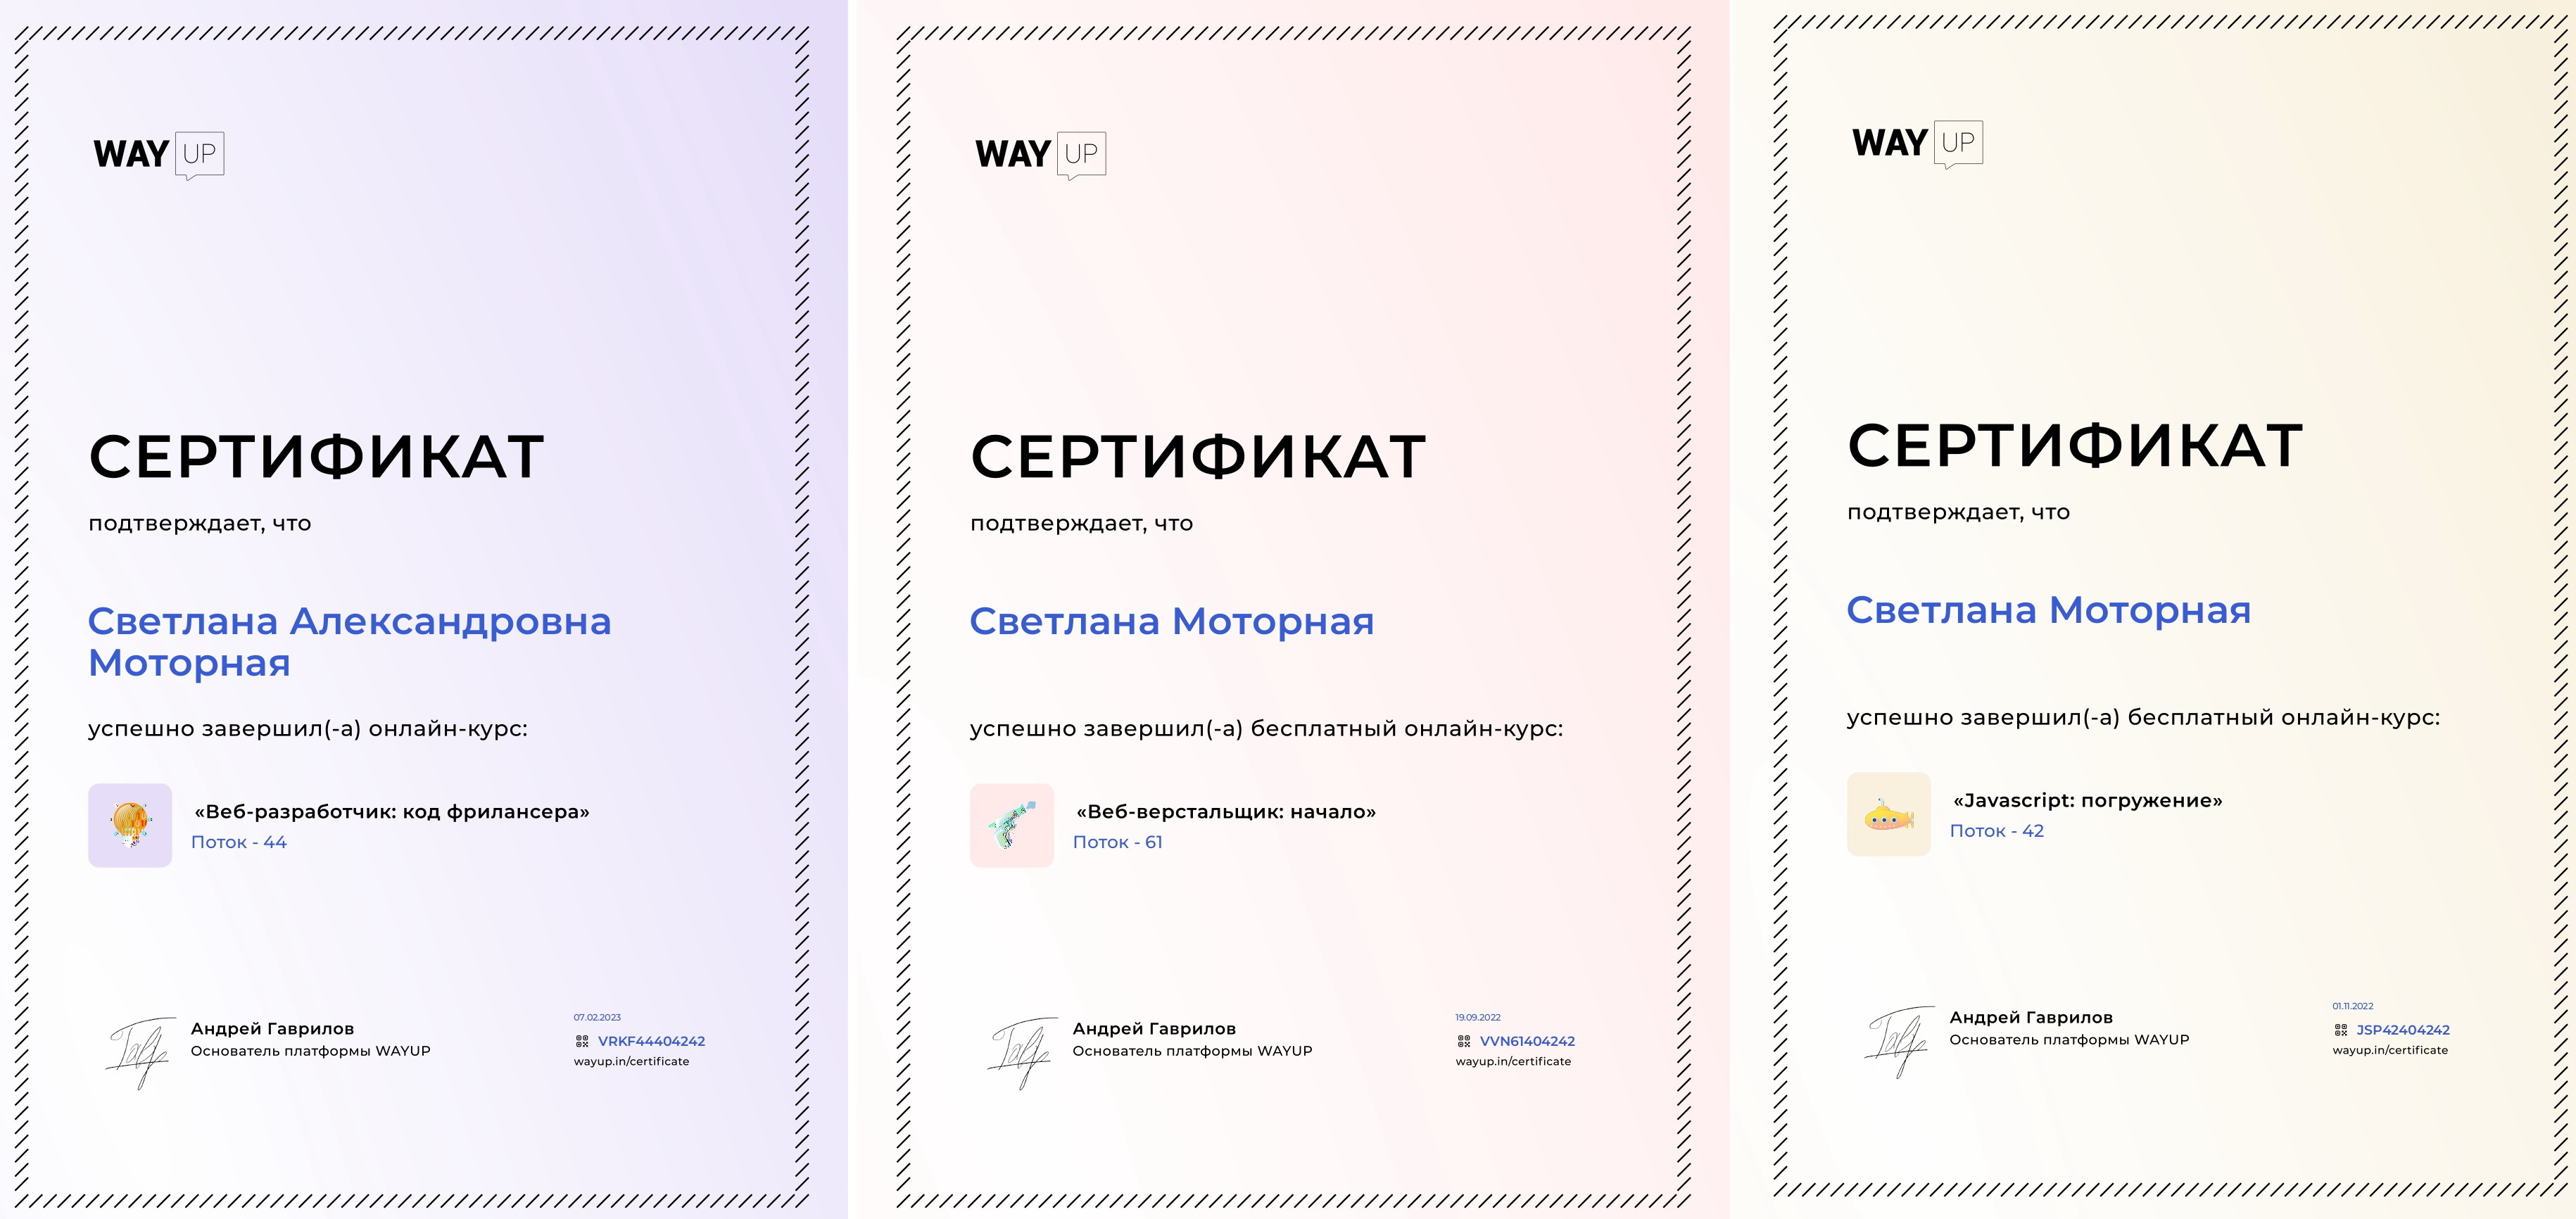 WAY UP
СЕРТИФИКАТ
подтверждает, что
Светлана Александровна
Моторная
успешно завершил(-а) онлайн-курс:
«Веб-разработчик: код фрилансера»
Поток - 44
Андрей Гаврилов
Основатель платформы WAYUP
07.02.2023
VRKF44404242
wayup.in/certificate
WAY UP
СЕРТИФИКАТ
подтверждает, что
Светлана Моторная
успешно завершил(-а) бесплатный онлайн-курс:
«Веб-верстальщик: начало»
Поток - 61
Андрей Гаврилов
Основатель платформы WAYUP
19.09.2022
VVN61404242
wayup.in/certificate
WAY UP
СЕРТИФИКАТ
подтверждает, что
Светлана Моторная
успешно завершил(-а) бесплатный онлайн-курс:
«Javascript: погружение»
Поток - 42
Андрей Гаврилов
Основатель платформы WAYUP
01.11.2022
JSP42404242
wayup.in/certificate